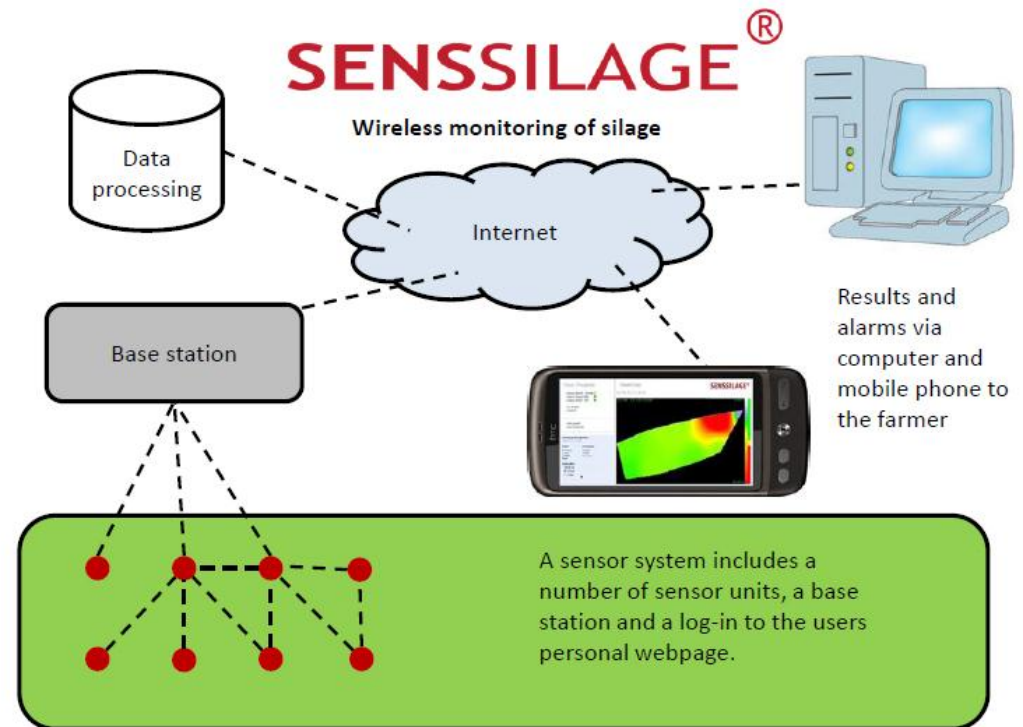 SENSSILAGE®
Wireless monitoring of silage
Data
processing
Internet
Base station
Results and
alarms via
computer and
mobile phone to
the farmer
htc
SENSSILAGE®
A sensor system includes a
number of sensor units, a base
station and a log-in to the users
personal webpage.